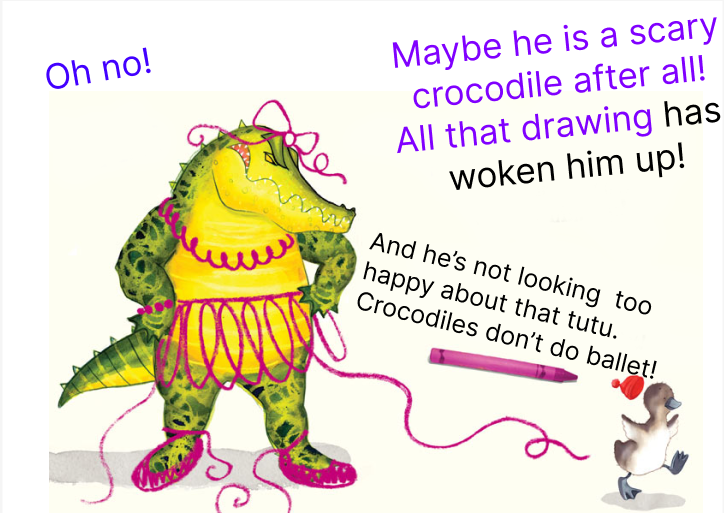 Oh no!
Maybe he is a scary
crocodile after all!
All that drawing has
woken him up!
And he's not looking too
happy about that tutu.
Crocodiles don't do ballet!